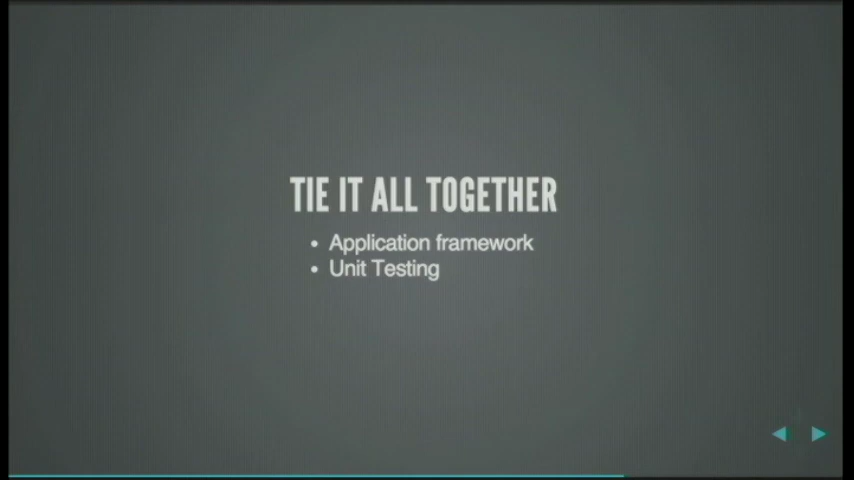 TIE IT ALL TOGETHER
• Application framework
• Unit Testing